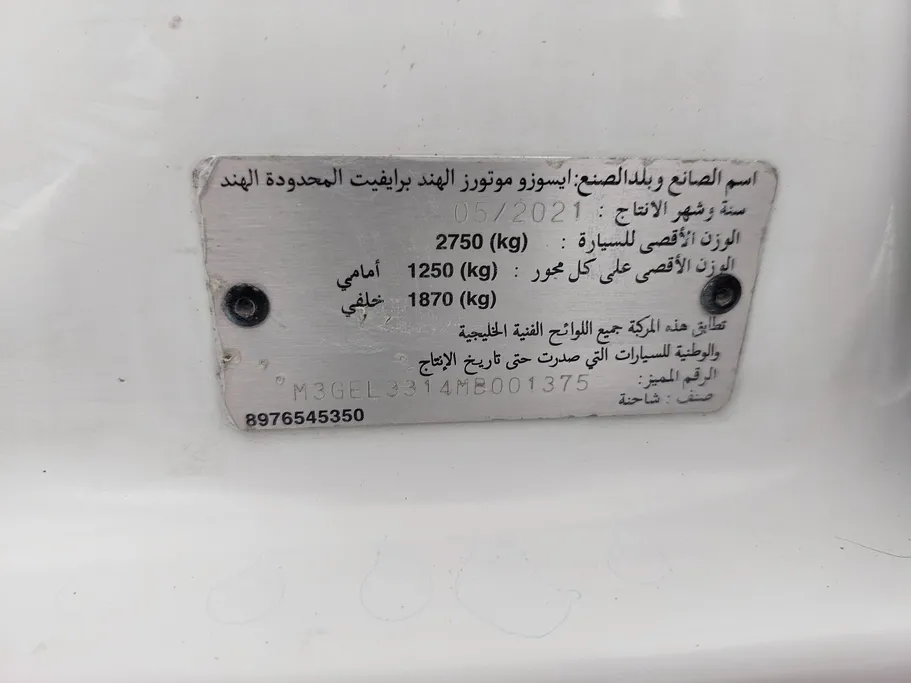 اسم الصانع وبلدالصنع:ايسوزو موتورز الهند برايفيت المحدودة الهند
سنة وشهر الانتاج : 05/2021
الوزن الأقصى للسيارة : 2750 (kg)
الوزن الأقصى على كل محور : 1250 (kg) أمامي
1870 (kg) خلفي
تطابق هذه المركبة جميع اللوائح الفنية الخليجية
والوطنية للسيارات التي صدرت حتى تاريخ الإنتاج
الرقم المميز: M3GEL3314MB001375
صنف : شاحنة
8976545350